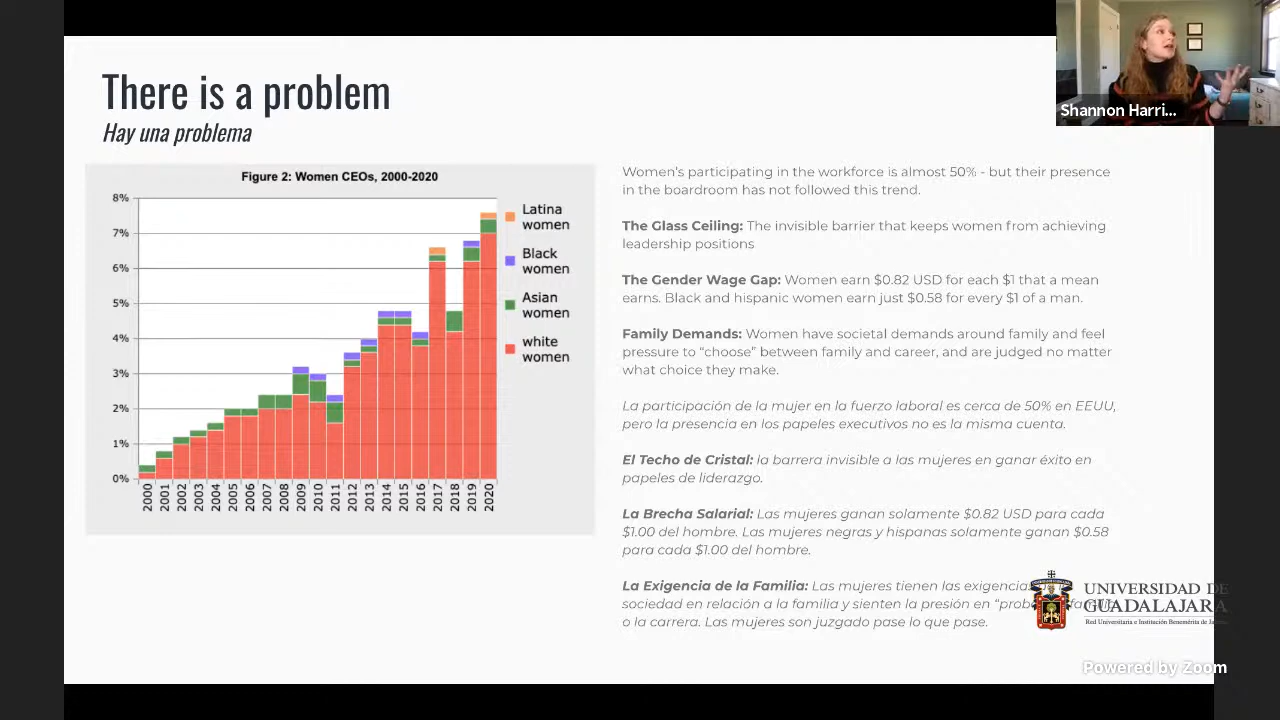 There is a problem
Hay una problema
Figure 2: Women CEOs, 2000-2020
8%
7%
6%
5%
4%
3%
2%
1%
0%
2000
2001
2002
2003
2004
2005
2006
2007
2008
2009
2010
2011
2012
2013
2014
2015
2016
2017
2018
2019
2020
Latina
women
Black
women
Asian
women
white
women
Women's participating in the workforce is almost 50% - but their presence
in the boardroom has not followed this trend.
The Glass Ceiling: The invisible barrier that keeps women from achieving
leadership positions
The Gender Wage Gap: Women earn $0.82 USD for each $1 that a mean
earns. Black and hispanic women earn just $0.58 for every $1 of a man.
Family Demands: Women have societal demands around family and feel
pressure to “choose” between family and career, and are judged no matter
what choice they make.
La participación de la mujer en la fuerzo laboral es cerca de 50% en EEUU,
pero la presencia en los papeles executivos no es la misma cuenta.
El Techo de Cristal: la barrera invisible a las mujeres en ganar éxito en
papeles de liderazgo.
La Brecha Salarial: Las mujeres ganan solamente $0.82 USD para cada
$1.00 del hombre. Las mujeres negras y hispanas solamente ganan $0.58
para cada $1.00 del hombre.
La Exigencia de la Familia: Las mujeres tienen las exigencias
sociedad en relación a la familia y sienten la presión en
o la carrera. Las mujeres son juzgado pase lo que pase.
Shannon Harri...
UNIVERSIDAD DE
GUADALAJARA
Red Universitaria e Institución Benemérita de Jalisco
Powered by Zoom